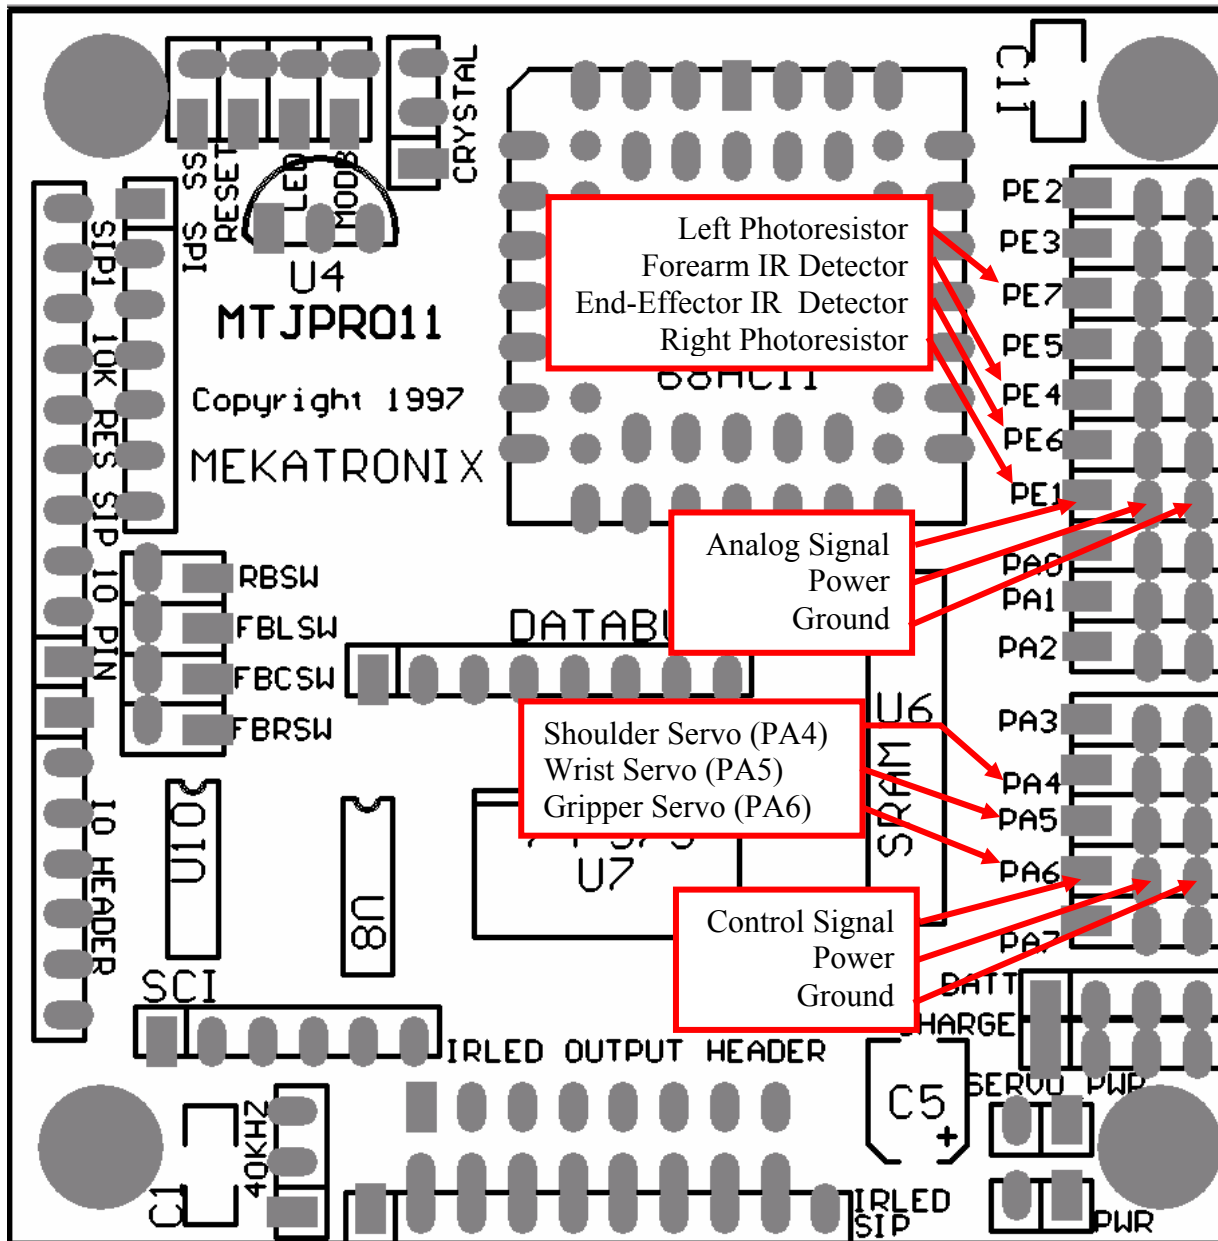 C11
CRYSTAL
SS
RESET
LED
MODB
SPI
U4
MTJPRO11
Copyright 1997
MEKATRONIX
SIP1 10K RES SIP 10 PIN
IO HEADER
68HC11
Left Photoresistor
Forearm IR Detector
End-Effector IR Detector
Right Photoresistor
PE2
PE3
PE7
PE5
PE4
PE6
PE1
PA0
PA1
PA2
Analog Signal
Power
Ground
RBSW
FBLSW
FBCSW
FBRSW
DATABU
U6
SRAM
Shoulder Servo (PA4)
Wrist Servo (PA5)
Gripper Servo (PA6)
PA3
PA4
PA5
PA6
PA7
U10
U8
U7
Control Signal
Power
Ground
BATT
CHARGE
SCI
IRLED OUTPUT HEADER
SERVO PWR
C5
+
C1
40KHZ
IRLED
SIP
PWR